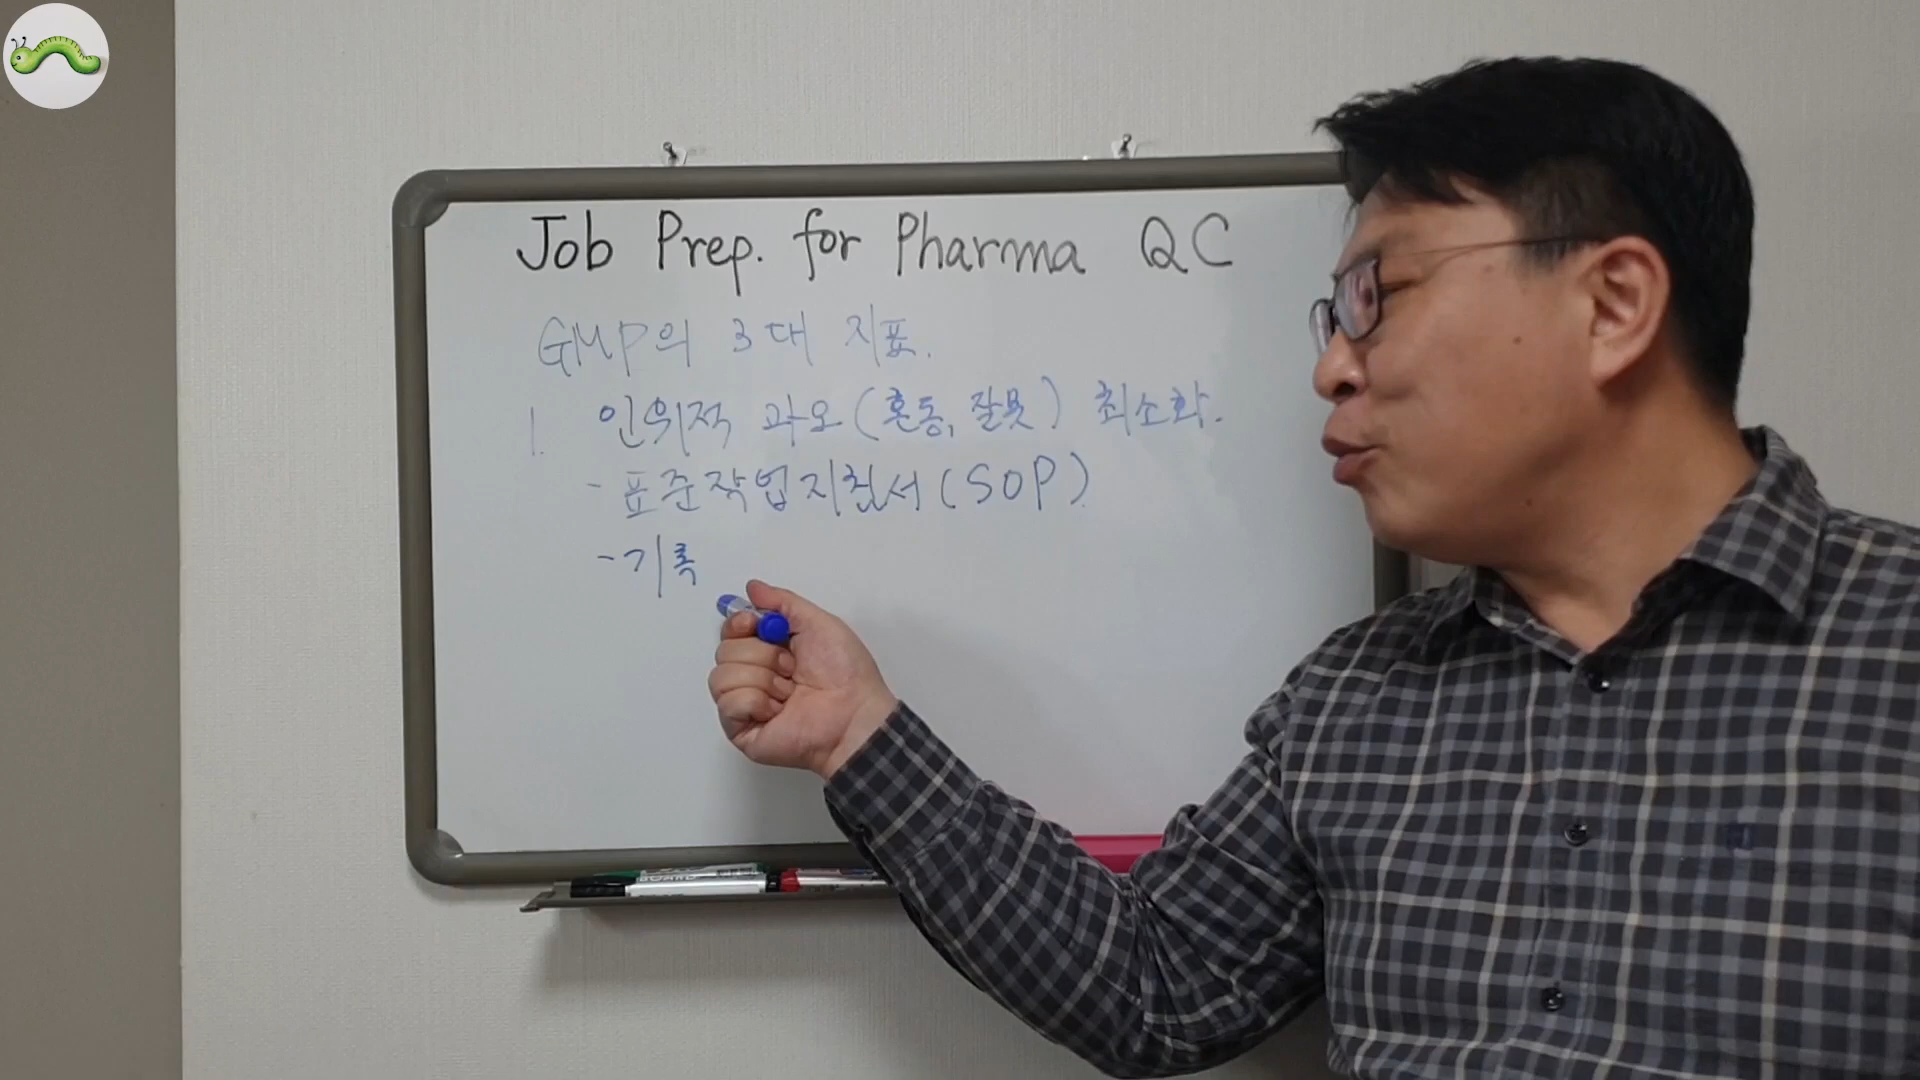 Job Prep. for Pharma QC
GMP의 3대 지표.
1. 인위적 과오(혼동, 잘못) 최소화.
- 표준작업지침서(SOP)
- 기록
BOARD